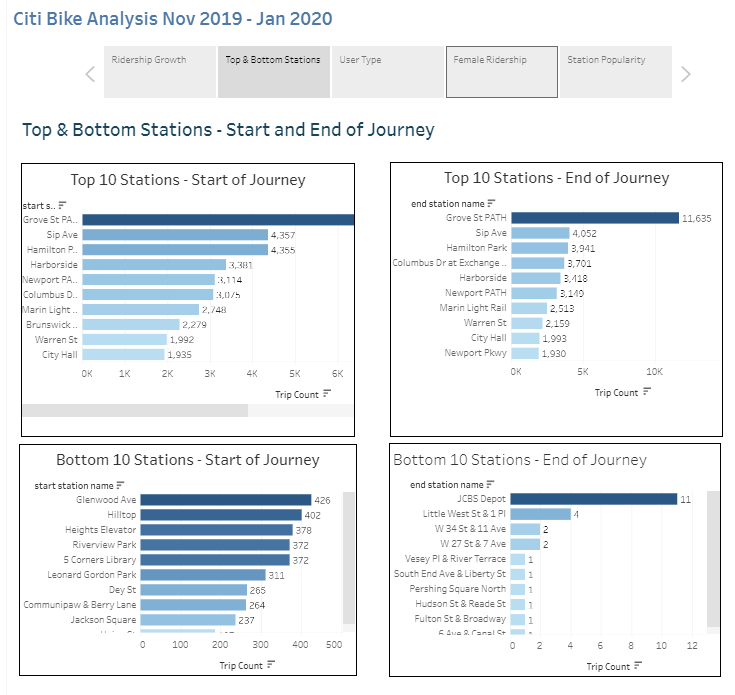 Citi Bike Analysis Nov 2019 - Jan 2020
Ridership Growth
Top & Bottom Stations
User Type
Female Ridership
Station Popularity
Top & Bottom Stations - Start and End of Journey
Top 10 Stations - Start of Journey
start s..
Grove St PA..
Sip Ave 4,357
Hamilton P.. 4,355
Harborside 3,381
Newport PA.. 3,114
Columbus D.. 3,075
Marin Light .. 2,748
Brunswick .. 2,279
Warren St 1,992
City Hall 1,935
0K 1K 2K 3K 4K 5K 6K
Trip Count
Top 10 Stations - End of Journey
end station name
Grove St PATH 11,635
Sip Ave 4,052
Hamilton Park 3,941
Columbus Dr at Exchange .. 3,701
Harborside 3,418
Newport PATH 3,149
Marin Light Rail 2,513
Warren St 2,159
City Hall 1,993
Newport Pkwy 1,930
0K 5K 10K
Trip Count
Bottom 10 Stations - Start of Journey
start station name
Glenwood Ave 426
Hilltop 402
Heights Elevator 378
Riverview Park 372
5 Corners Library 372
Leonard Gordon Park 311
Dey St 265
Communipaw & Berry Lane 264
Jackson Square 237
0 100 200 300 400 500
Trip Count
Bottom 10 Stations - End of Journey
end station name
JCBS Depot 11
Little West St & 1 Pl 4
W 34 St & 11 Ave 2
W 27 St & 7 Ave 2
Vesey Pl & River Terrace 1
South End Ave & Liberty St 1
Pershing Square North 1
Hudson St & Reade St 1
Fulton St & Broadway 1
6 Ave & Canal St 1
0 2 4 6 8 10 12
Trip Count